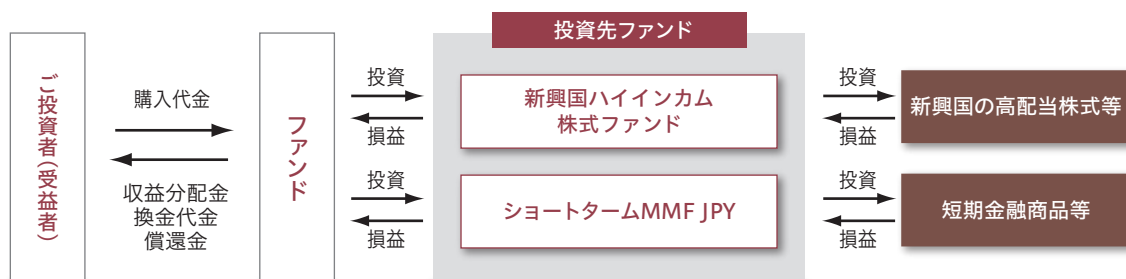 ご投資者(受益者)
購入代金
収益分配金
換金代金
償還金
ファンド
投資
損益
投資
損益
投資先ファンド
新興国ハイインカム
株式ファンド
ショートタームMMF JPY
投資
損益
投資
損益
新興国の高配当株式等
短期金融商品等